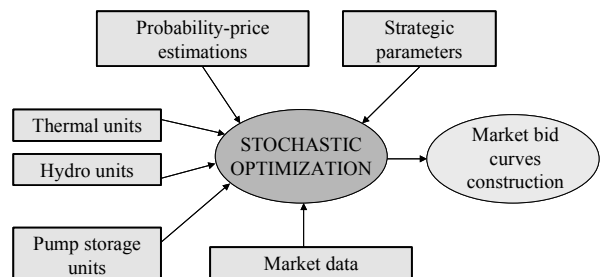 Probability-price
estimations
Strategic
parameters
Thermal units
Hydro units
STOCHASTIC
OPTIMIZATION
Market bid
curves
construction
Pump storage
units
Market data